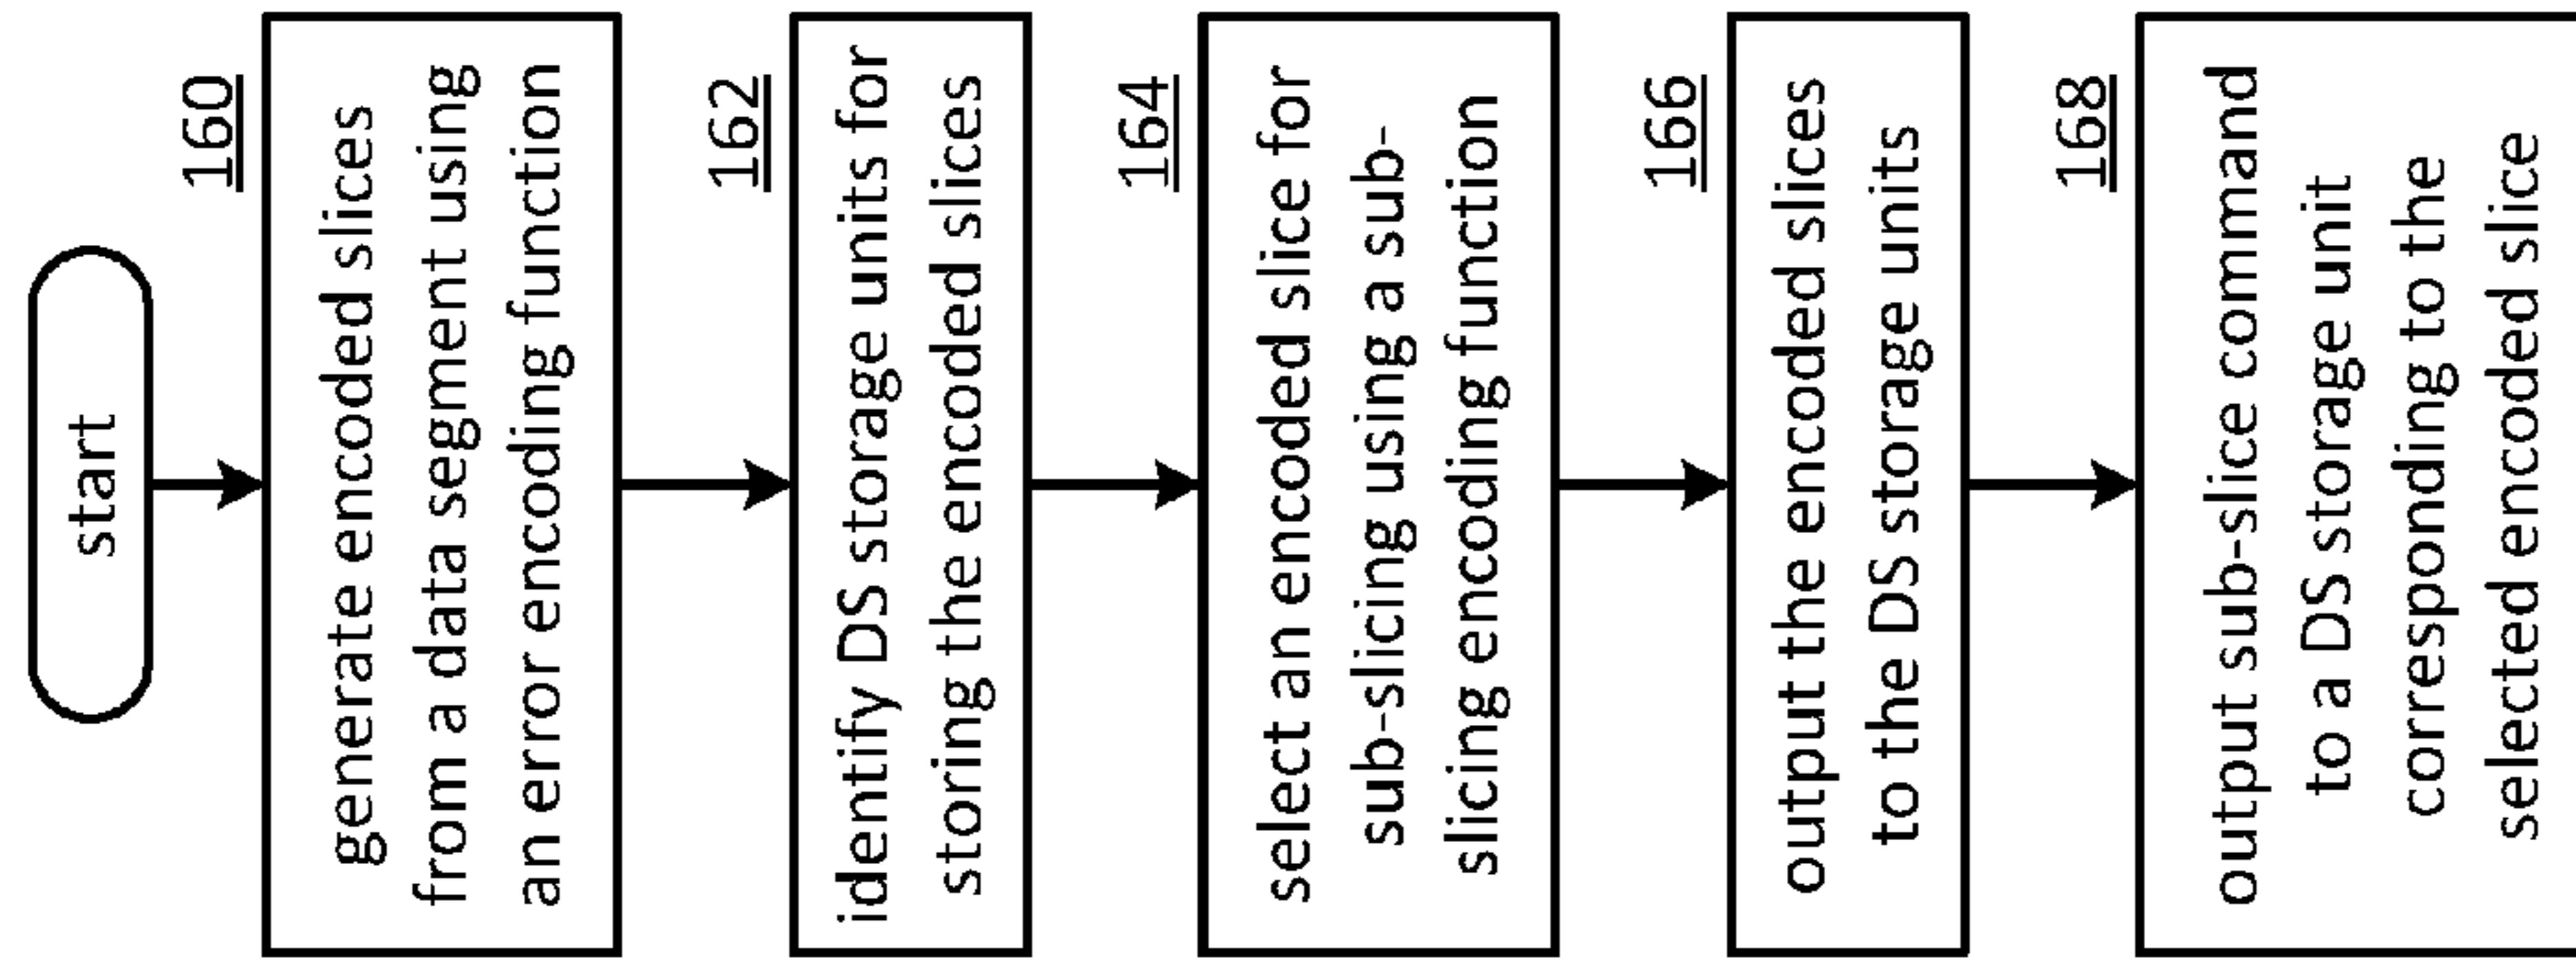 start
160
generate encoded slices
from a data segment using
an error encoding function
162
identify DS storage units for
storing the encoded slices
164
select an encoded slice for
sub-slicing using a sub-
slicing encoding function
166
output the encoded slices
to the DS storage units
168
output sub-slice command
to a DS storage unit
corresponding to the
selected encoded slice